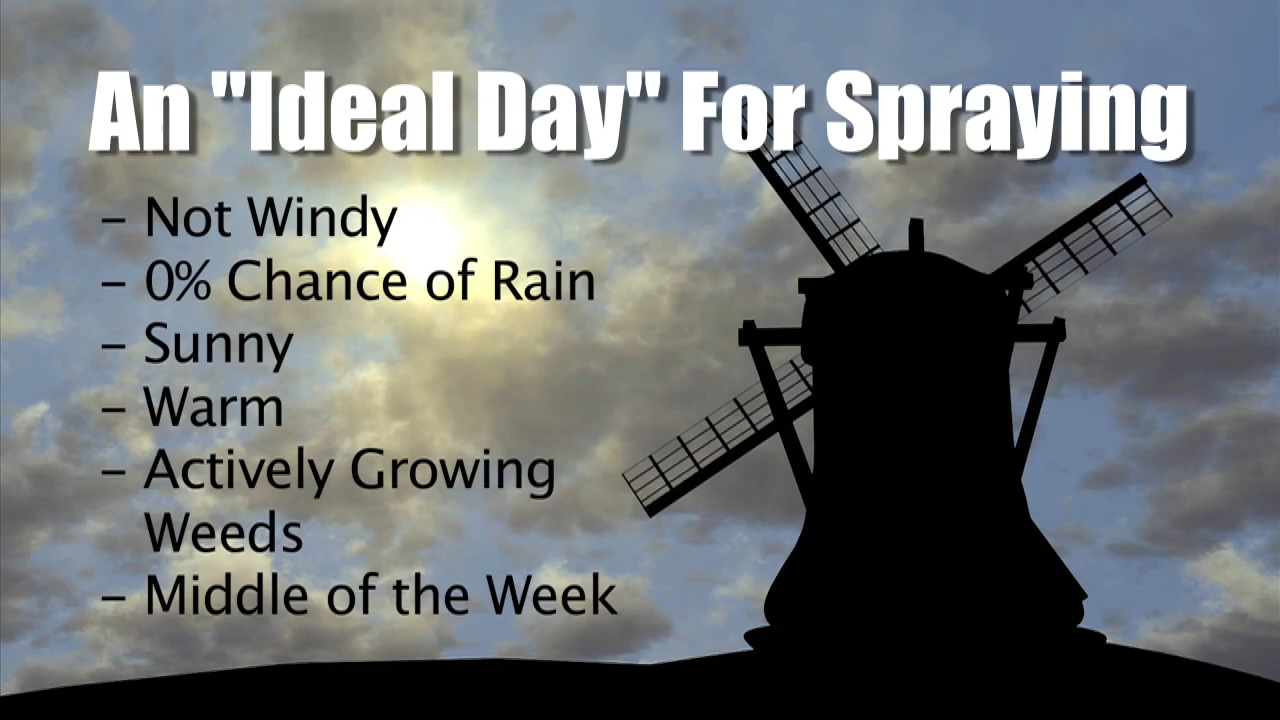 An "Ideal Day" For Spraying
– Not Windy
– 0% Chance of Rain
– Sunny
– Warm
– Actively Growing
Weeds
– Middle of the Week